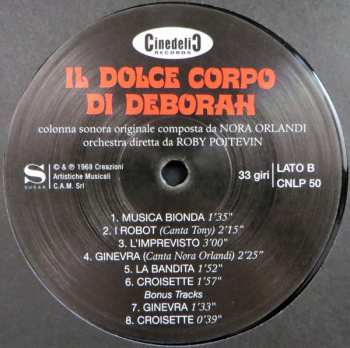 CinedeliC
RECORDS
IL DOLCE CORPO
DI DEBORAH
colonna sonora originale composta da NORA ORLANDI
orchestra diretta da ROBY POJTEVIN
S
SUGAR
© & ℗ 1968 Creazioni
Artistiche Musicali
C.A.M. Srl
33 giri
LATO B
CNLP 50
1. MUSICA BIONDA 1'35"
2. I ROBOT (Canta Tony) 2'15"
3. L'IMPREVISTO 3'00"
4. GINEVRA (Canta Nora Orlandi) 2'25"
5. LA BANDITA 1'52"
6. CROISETTE 1'57"
Bonus Tracks
7. GINEVRA 1'33"
8. CROISETTE 0'39"